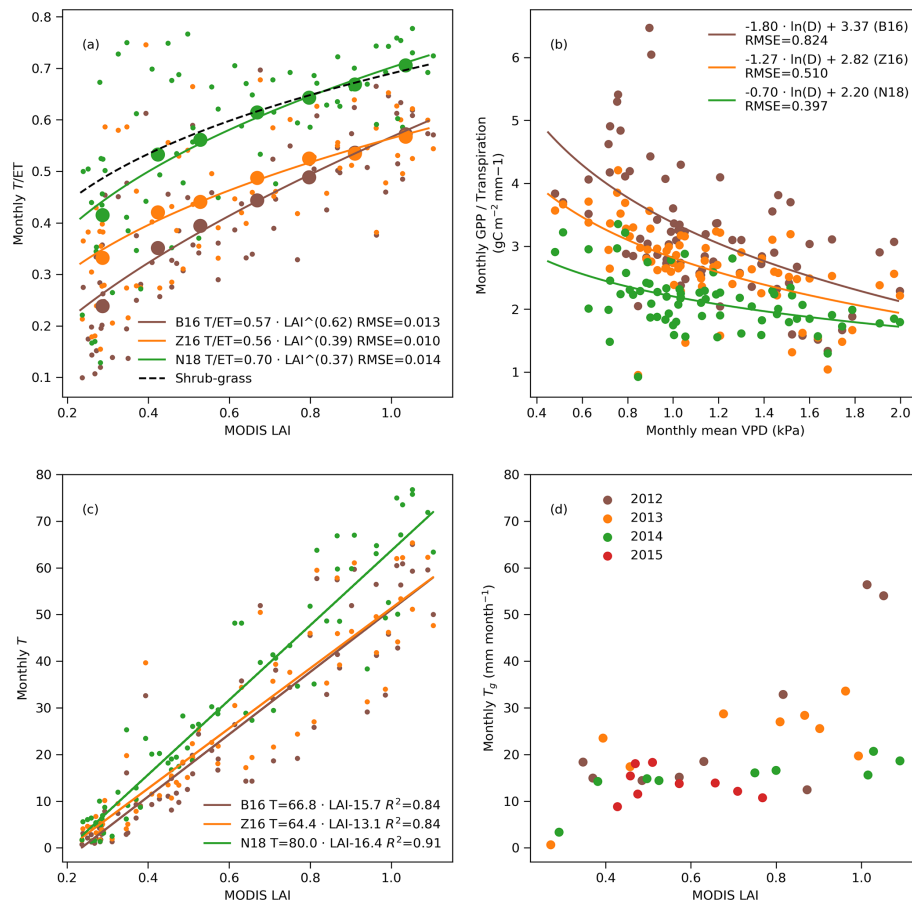 (a)
0.8
0.7
0.6
0.5
0.4
0.3
0.2
0.1
Monthly T/ET
B16 T/ET=0.57 · LAI^(0.62) RMSE=0.013
Z16 T/ET=0.56 · LAI^(0.39) RMSE=0.010
N18 T/ET=0.70 · LAI^(0.37) RMSE=0.014
Shrub-grass
0.2 0.4 0.6 0.8 1.0
MODIS LAI
(b)
-1.80 · ln(D) + 3.37 (B16)
RMSE=0.824
-1.27 · ln(D) + 2.82 (Z16)
RMSE=0.510
-0.70 · ln(D) + 2.20 (N18)
RMSE=0.397
6
5
4
3
2
1
Monthly GPP / Transpiration
(gC m⁻² mm⁻¹)
0.4 0.6 0.8 1.0 1.2 1.4 1.6 1.8 2.0
Monthly mean VPD (kPa)
(c)
80
70
60
50
40
30
20
10
0
Monthly T
B16 T=66.8 · LAI-15.7 R²=0.84
Z16 T=64.4 · LAI-13.1 R²=0.84
N18 T=80.0 · LAI-16.4 R²=0.91
0.2 0.4 0.6 0.8 1.0
MODIS LAI
(d)
2012
2013
2014
2015
80
70
60
50
40
30
20
10
0
Monthly Tg (mm month⁻¹)
0.4 0.6 0.8 1.0
MODIS LAI